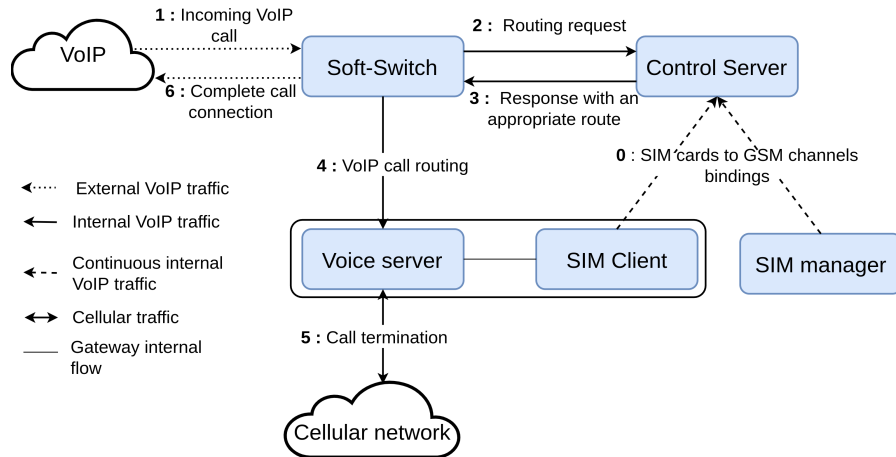 1 : Incoming VoIP
call
VoIP
2 :  Routing request
Soft-Switch
Control Server
6 : Complete call
connection
3 :  Response with an
appropriate route
0 : SIM cards to GSM channels
bindings
4 : VoIP call routing
External VoIP traffic
Internal VoIP traffic
Voice server
SIM Client
SIM manager
Continuous internal
VoIP traffic
Cellular traffic
5 : Call termination
Gateway internal
flow
Cellular network